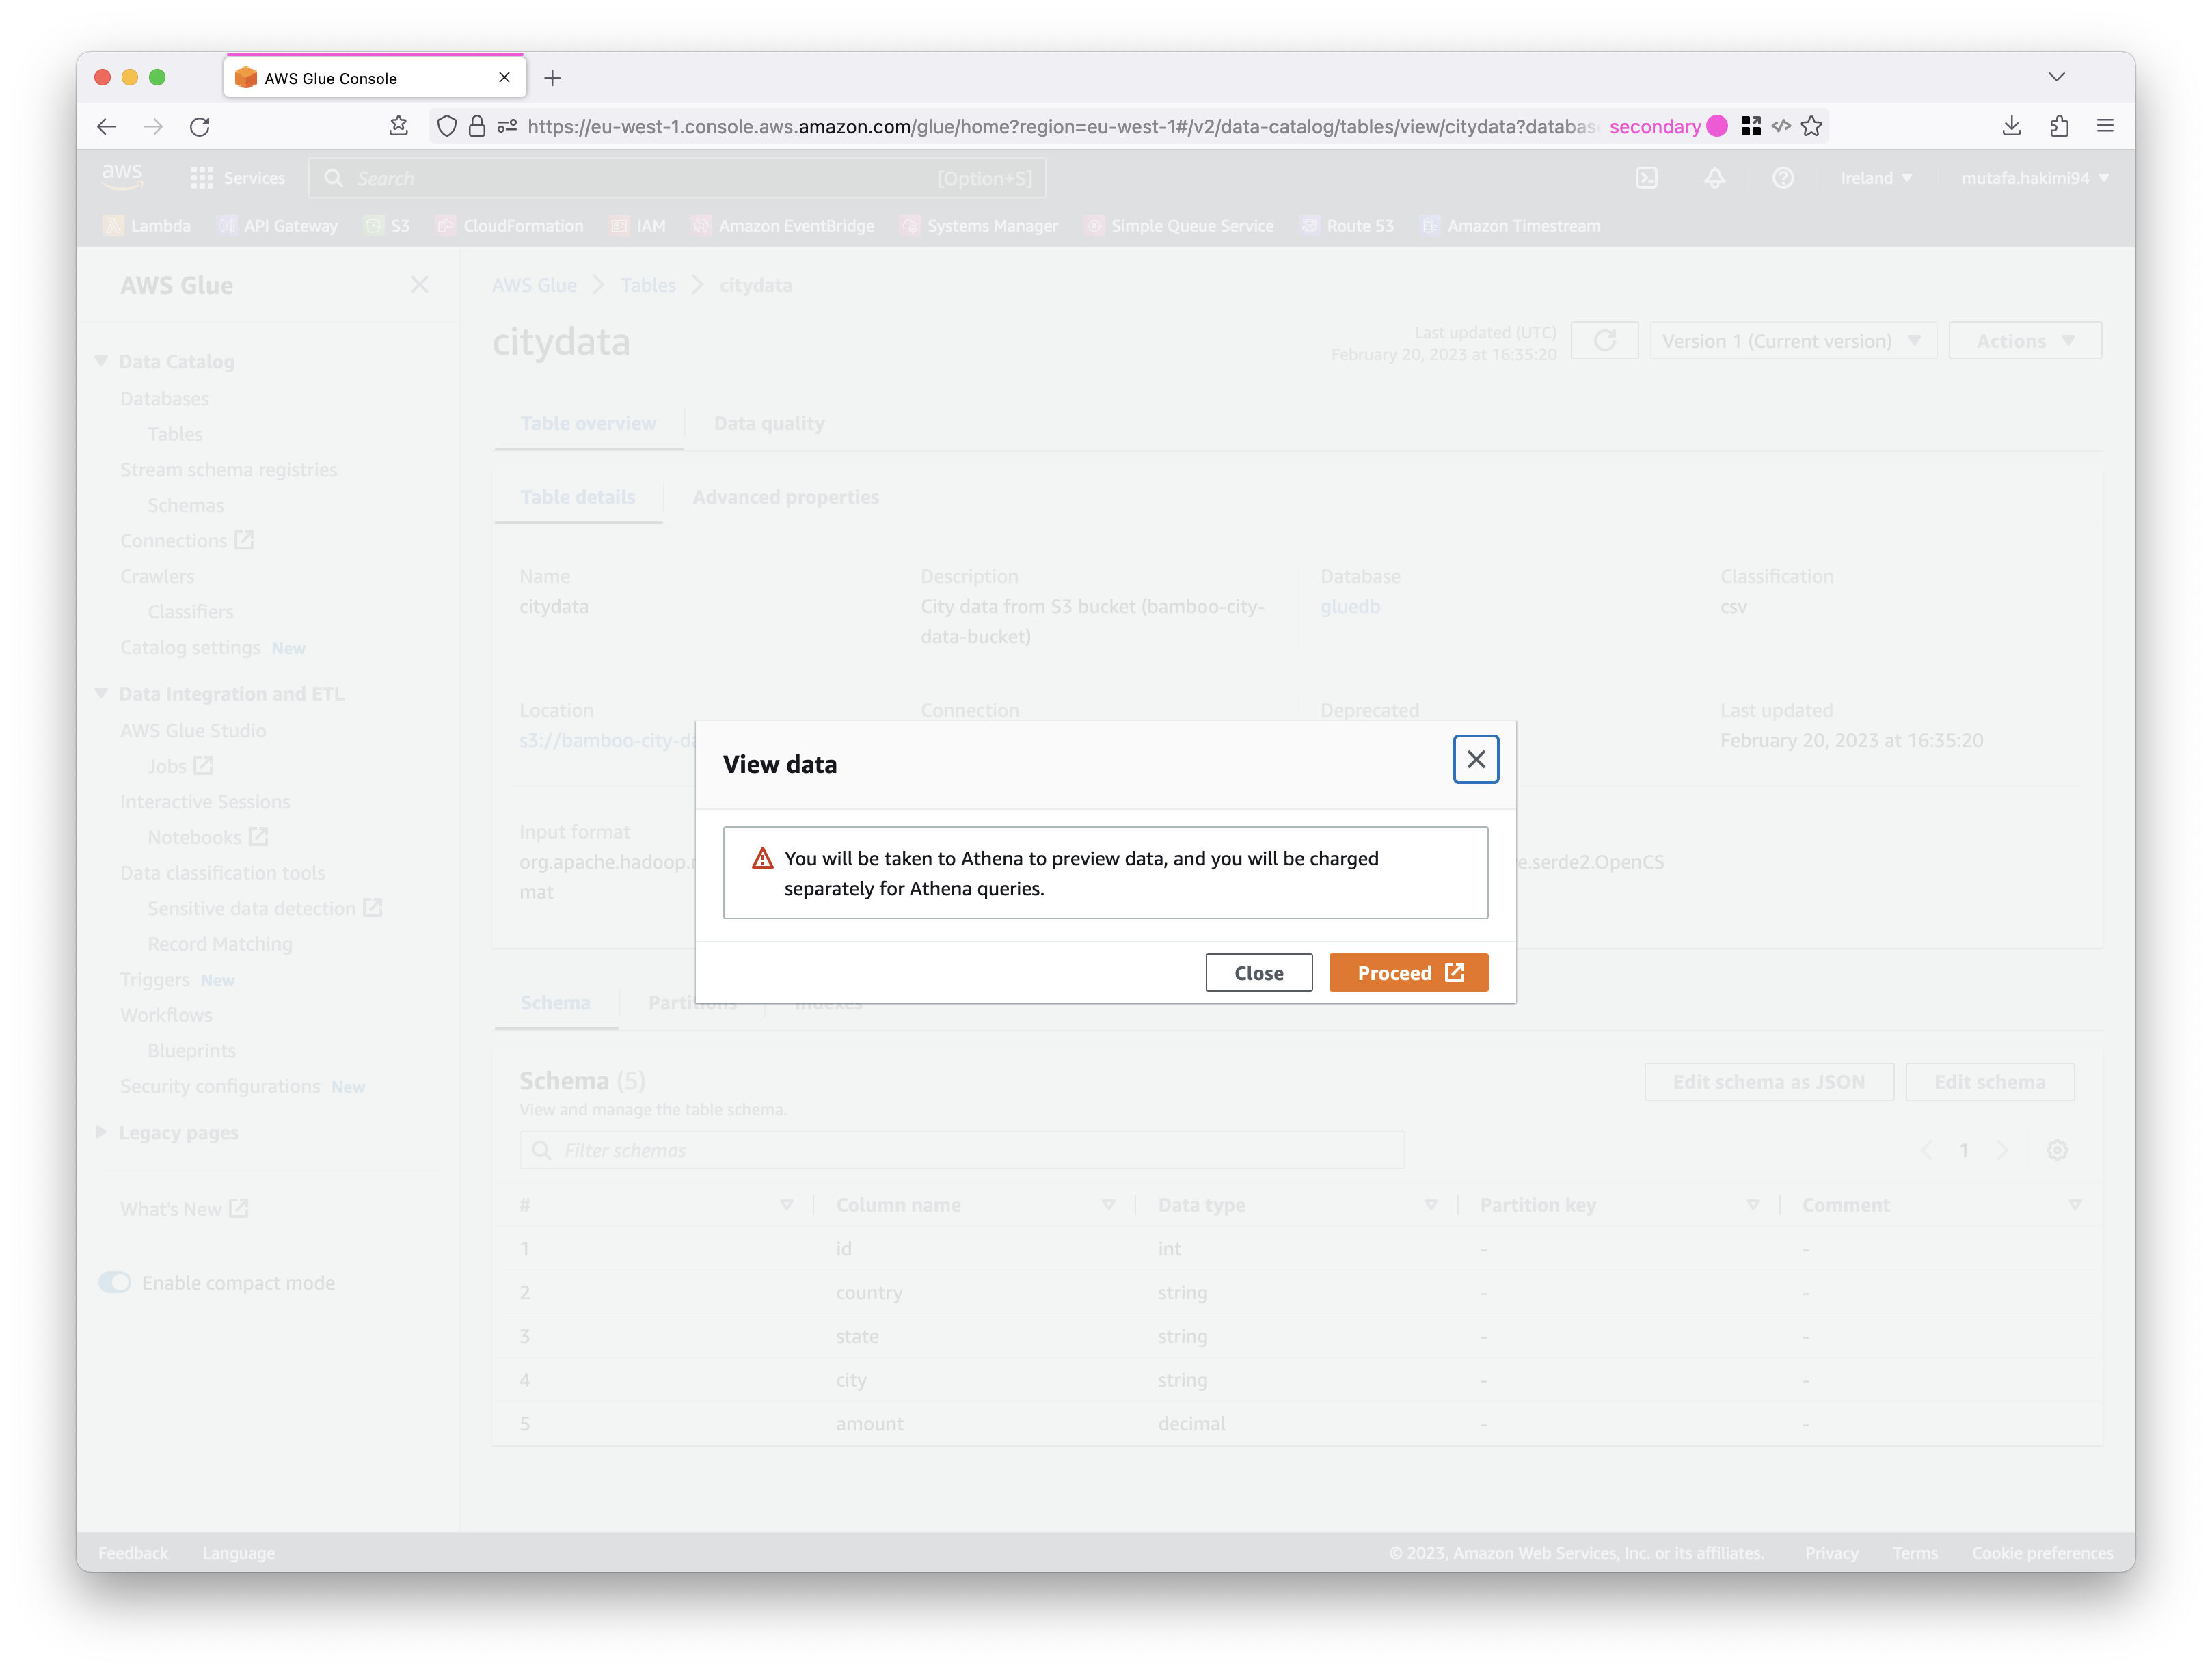 AWS Glue Console
https://eu-west-1.console.aws.amazon.com/glue/home?region=eu-west-1#/v2/data-catalog/tables/view/citydata?databas secondary
aws Services Search [Option+S] Ireland mutafa.hakimi94
Lambda API Gateway S3 CloudFormation IAM Amazon EventBridge Systems Manager Simple Queue Service Route 53 Amazon Timestream
AWS Glue
Data Catalog
Databases
Tables
Stream schema registries
Schemas
Connections
Crawlers
Classifiers
Catalog settings New
Data Integration and ETL
AWS Glue Studio
Jobs
Interactive Sessions
Notebooks
Data classification tools
Sensitive data detection
Record Matching
Triggers New
Workflows
Blueprints
Security configurations New
Legacy pages
What's New
Enable compact mode
AWS Glue Tables citydata
citydata
Last updated (UTC)
February 20, 2023 at 16:35:20
Version 1 (Current version) Actions
Table overview Data quality
Table details Advanced properties
Name
citydata
Description
City data from S3 bucket (bamboo-city-
data-bucket)
Database
gluedb
Classification
csv
Location
s3://bamboo-city-da
Connection
Deprecated
Last updated
February 20, 2023 at 16:35:20
Input format
org.apache.hadoop.
mat
e.serde2.OpenCS
View data
You will be taken to Athena to preview data, and you will be charged
separately for Athena queries.
Close Proceed
Schema Partitions Indexes
Schema (5)
View and manage the table schema.
Edit schema as JSON Edit schema
Filter schemas
1
# Column name Data type Partition key Comment
1 id int - -
2 country string - -
3 state string - -
4 city string - -
5 amount decimal - -
Feedback Language © 2023, Amazon Web Services, Inc. or its affiliates. Privacy Terms Cookie preferences